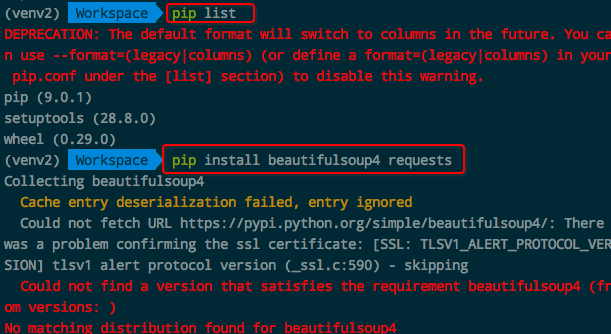 (venv2) Workspace pip list
DEPRECATION: The default format will switch to columns in the future. You ca
n use --format=(legacy|columns) (or define a format=(legacy|columns) in your
pip.conf under the [list] section) to disable this warning.
pip (9.0.1)
setuptools (28.8.0)
wheel (0.29.0)
(venv2) Workspace pip install beautifulsoup4 requests
Collecting beautifulsoup4
Cache entry deserialization failed, entry ignored
Could not fetch URL https://pypi.python.org/simple/beautifulsoup4/: There
was a problem confirming the ssl certificate: [SSL: TLSV1_ALERT_PROTOCOL_VER
SION] tlsv1 alert protocol version (_ssl.c:590) - skipping
Could not find a version that satisfies the requirement beautifulsoup4 (fr
om versions: )
No matching distribution found for beautifulsoup4